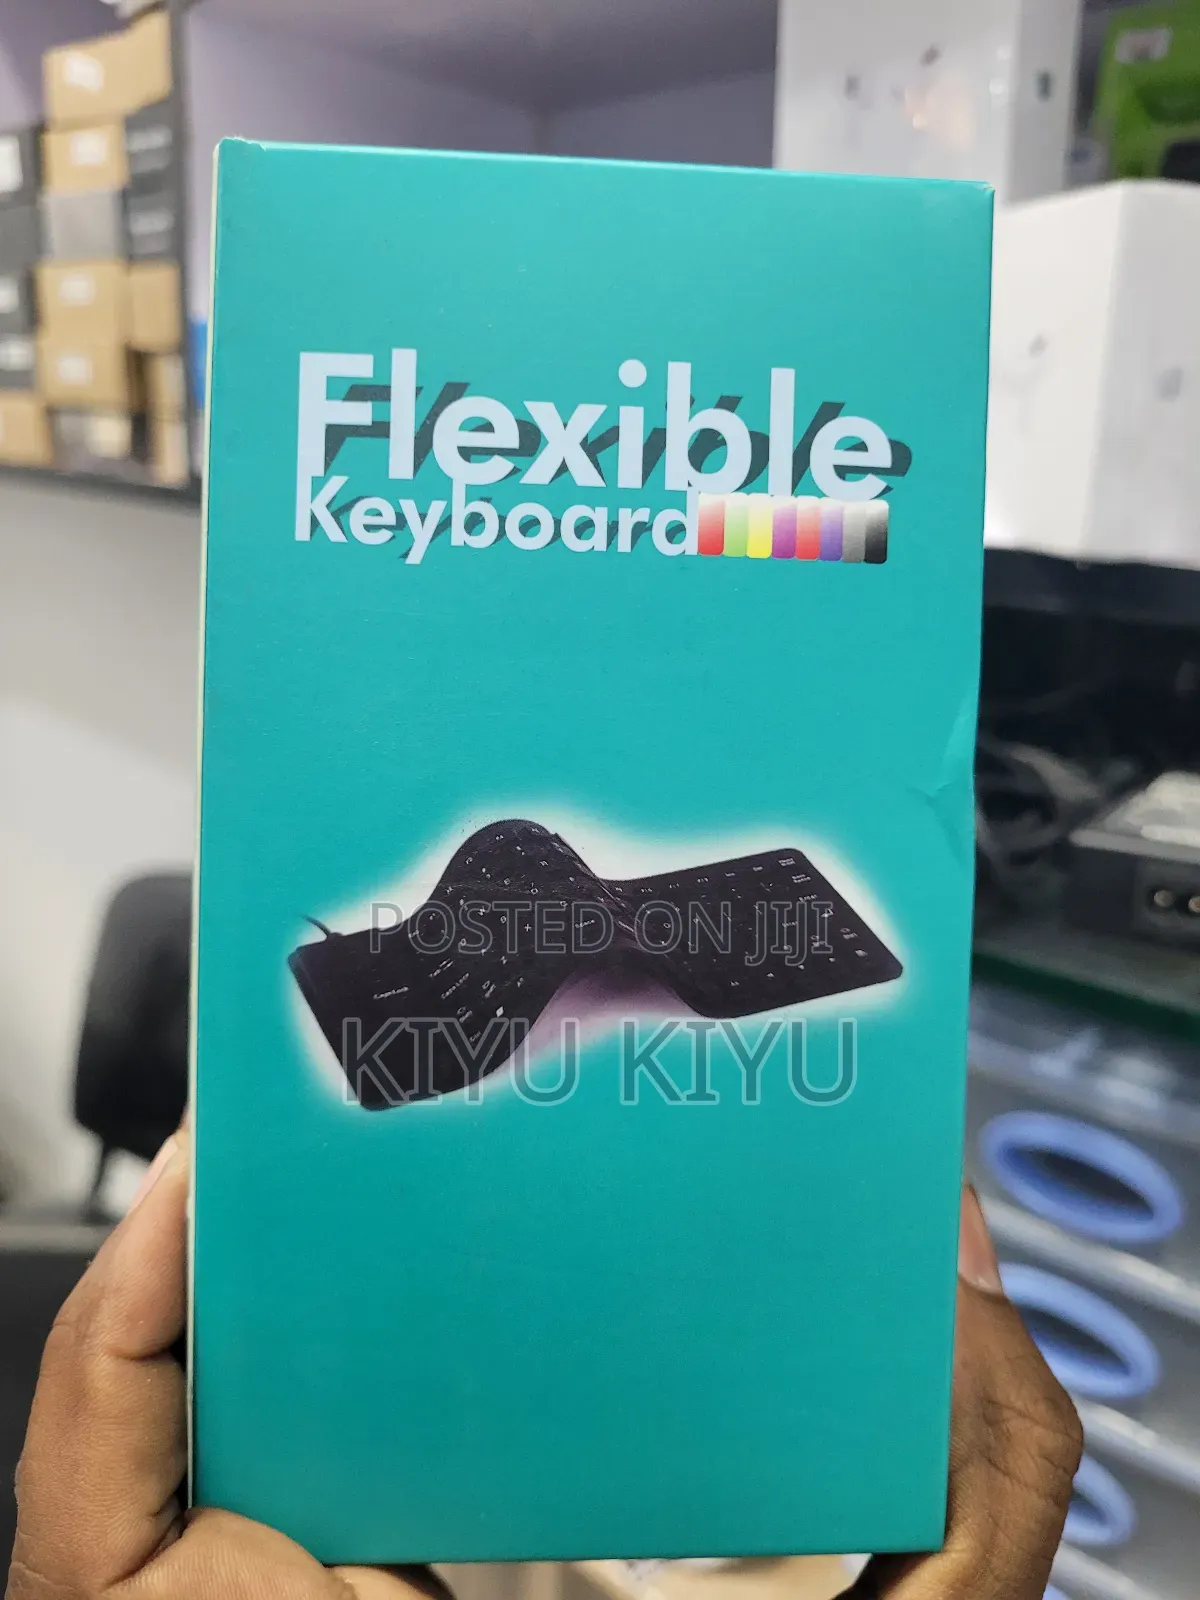 Flexible
Keyboard
POSTED ON JIJI
KIYU KIYU